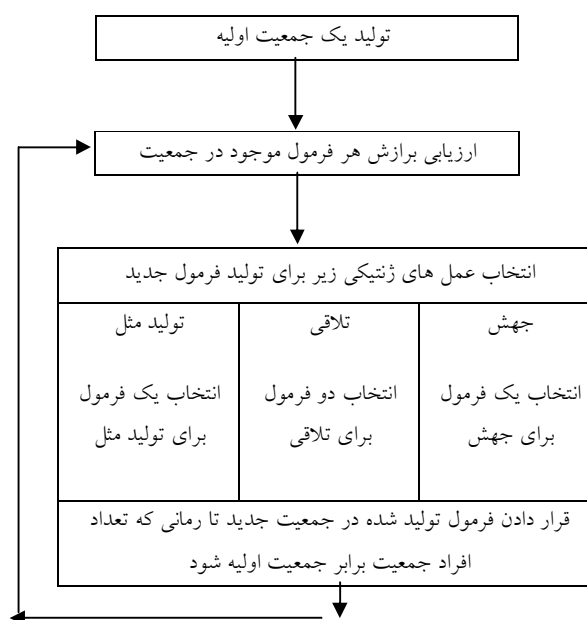 تولید یک جمعیت اولیه
ارزیابی برازش هر فرمول موجود در جمعیت
انتخاب عمل های ژنتیکی زیر برای تولید فرمول جدید
جهش
انتخاب یک فرمول
برای جهش
تلاقی
انتخاب دو فرمول
برای تلاقی
تولید مثل
انتخاب یک فرمول
برای تولید مثل
قرار دادن فرمول تولید شده در جمعیت جدید تا رمانی که تعداد
افراد جمعیت برابر جمعیت اولیه شود